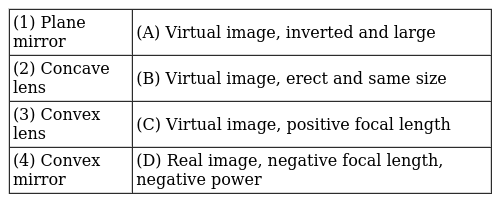 (1) Plane mirror
(A) Virtual image, inverted and large
(2) Concave lens
(B) Virtual image, erect and same size
(3) Convex lens
(C) Virtual image, positive focal length
(4) Convex mirror
(D) Real image, negative focal length,
negative power